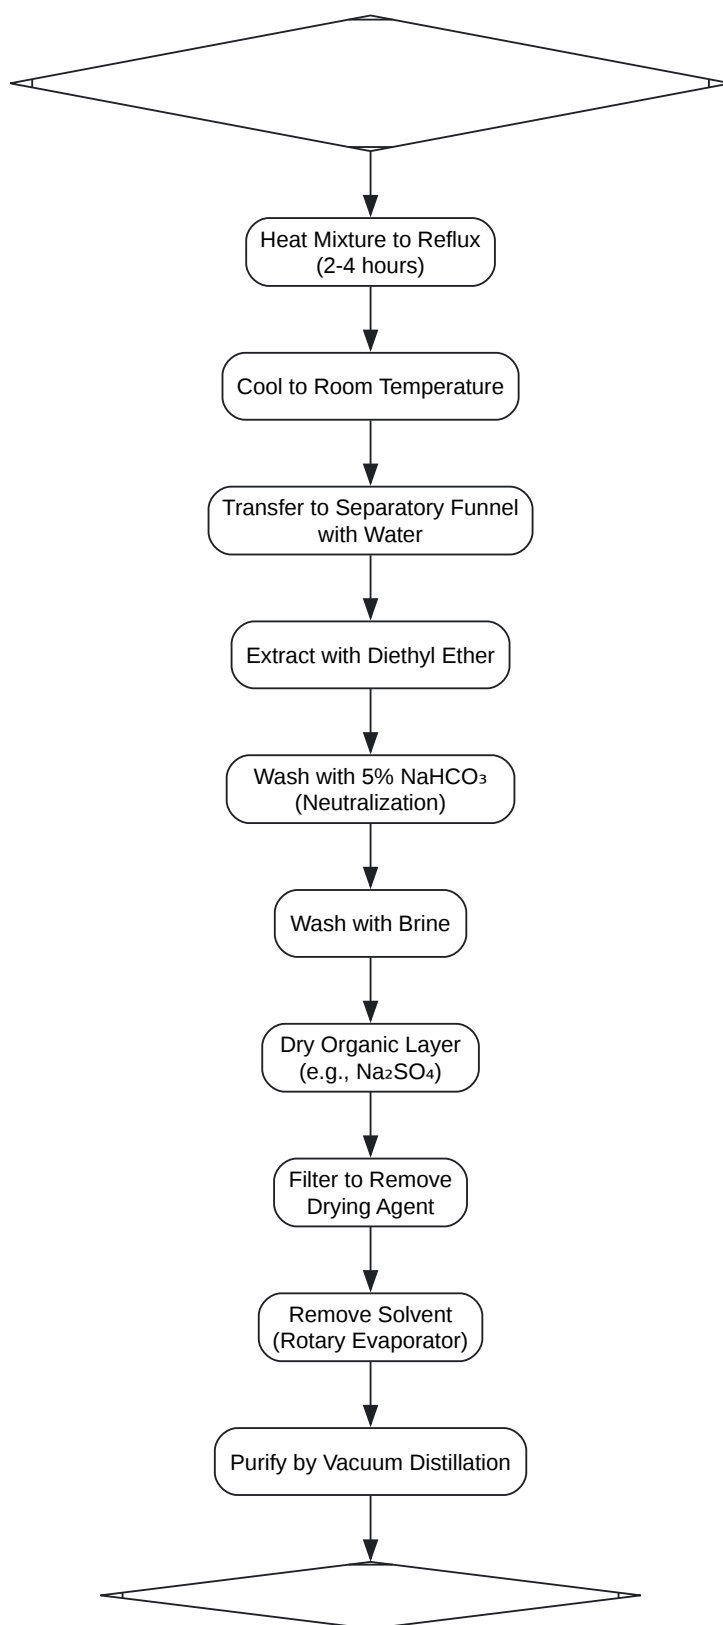 Heat Mixture to Reflux
(2-4 hours)
Cool to Room Temperature
Transfer to Separatory Funnel
with Water
Extract with Diethyl Ether
Wash with 5% NaHCO₃
(Neutralization)
Wash with Brine
Dry Organic Layer
(e.g., Na₂SO₄)
Filter to Remove
Drying Agent
Remove Solvent
(Rotary Evaporator)
Purify by Vacuum Distillation